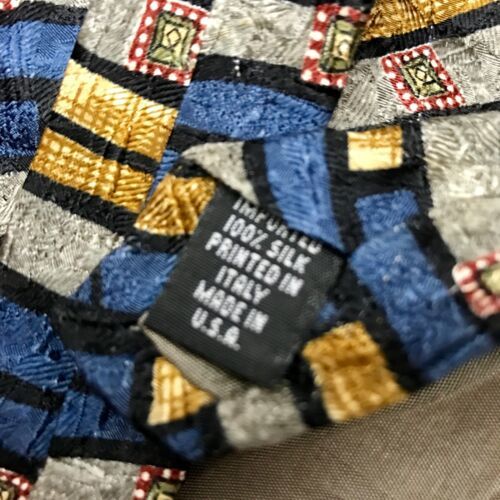 IMPORTED
100% SILK
PRINTED IN
ITALY
MADE IN
U.S.A.